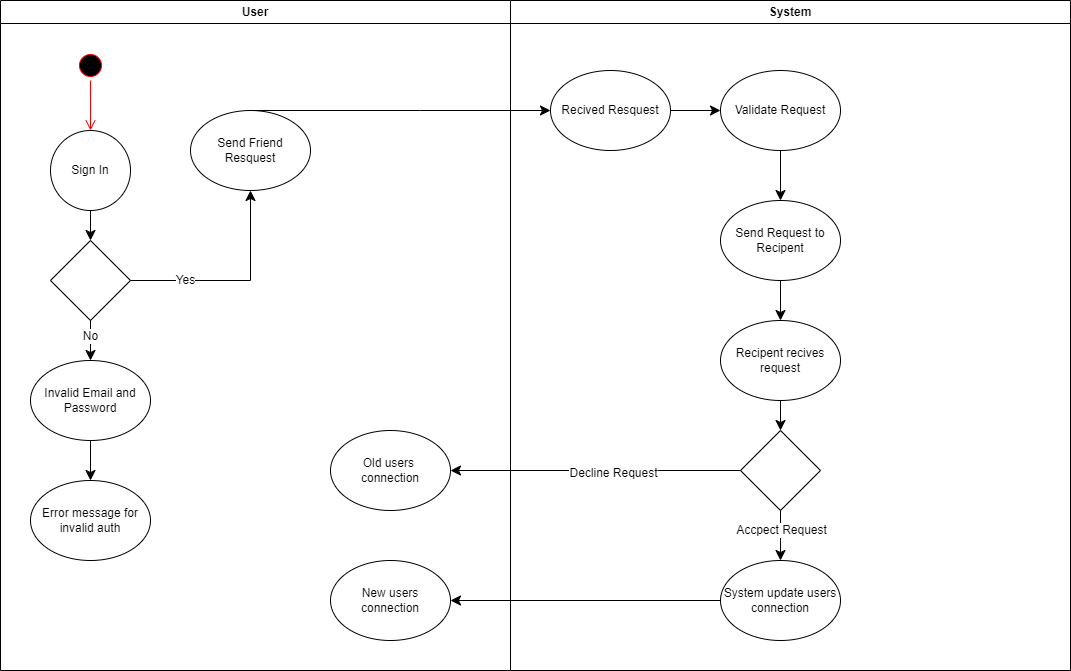 User
System
Sign In
Send Friend
Resquest
Recived Resquest
Validate Request
Yes
No
Send Request to
Recipent
Invalid Email and
Password
Recipent recives
request
Error message for
invalid auth
Old users
connection
Decline Request
Accpect Request
New users
connection
System update users
connection